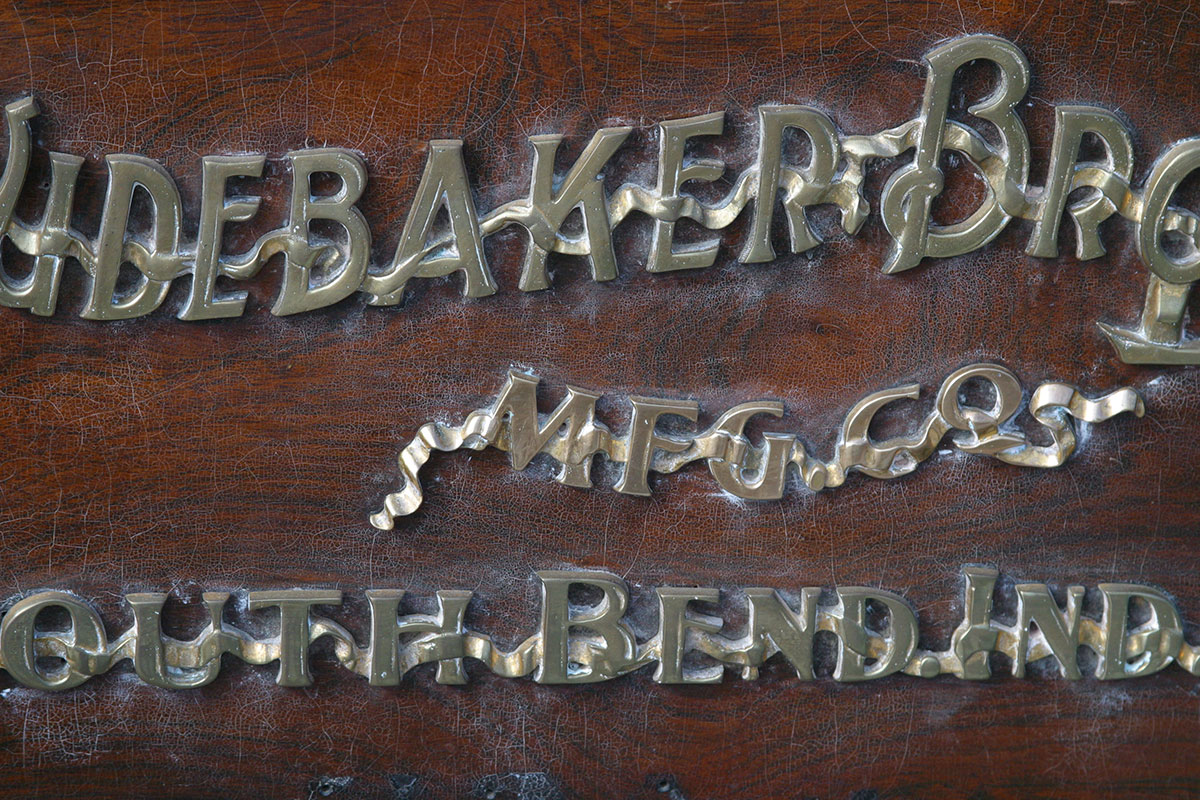 UDEBAKER BRO
MFG. CO.
OUTH BEND. IND